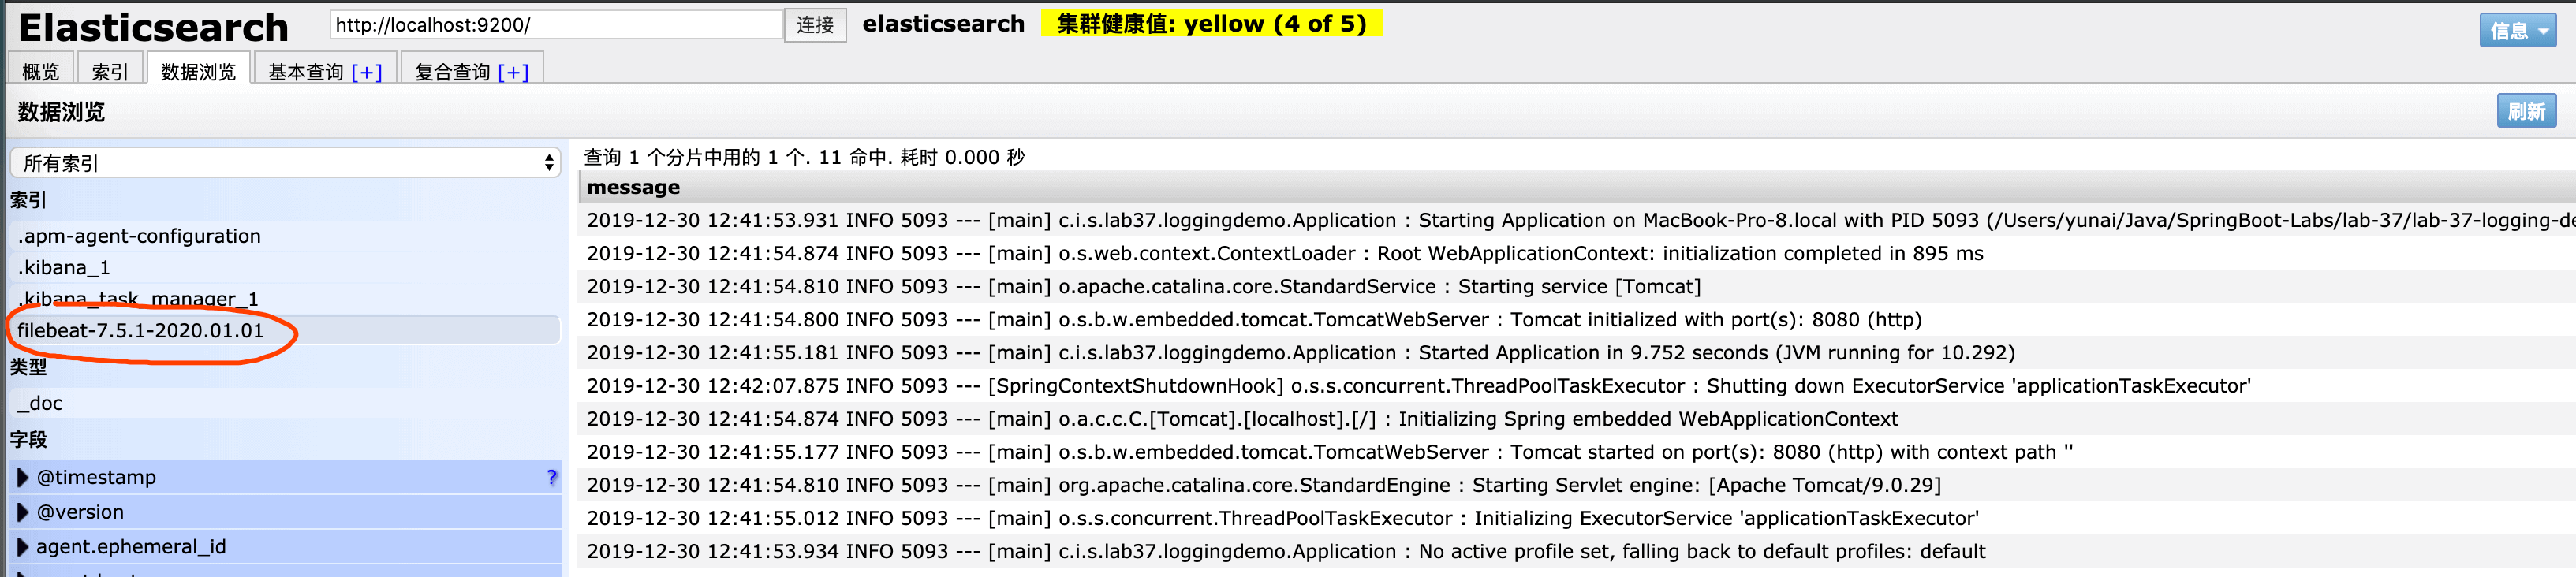 Elasticsearch http://localhost:9200/ 连接 elasticsearch 集群健康值: yellow (4 of 5) 信息
概览 索引 数据浏览 基本查询 [+] 复合查询 [+]
数据浏览 刷新
所有索引
索引
.apm-agent-configuration
.kibana_1
.kibana_task_manager_1
filebeat-7.5.1-2020.01.01
类型
_doc
字段
@timestamp ?
@version
agent.ephemeral_id
查询 1 个分片中用的 1 个. 11 命中. 耗时 0.000 秒
message
2019-12-30 12:41:53.931 INFO 5093 --- [main] c.i.s.lab37.loggingdemo.Application : Starting Application on MacBook-Pro-8.local with PID 5093 (/Users/yunai/Java/SpringBoot-Labs/lab-37/lab-37-logging-de
2019-12-30 12:41:54.874 INFO 5093 --- [main] o.s.web.context.ContextLoader : Root WebApplicationContext: initialization completed in 895 ms
2019-12-30 12:41:54.810 INFO 5093 --- [main] o.apache.catalina.core.StandardService : Starting service [Tomcat]
2019-12-30 12:41:54.800 INFO 5093 --- [main] o.s.b.w.embedded.tomcat.TomcatWebServer : Tomcat initialized with port(s): 8080 (http)
2019-12-30 12:41:55.181 INFO 5093 --- [main] c.i.s.lab37.loggingdemo.Application : Started Application in 9.752 seconds (JVM running for 10.292)
2019-12-30 12:42:07.875 INFO 5093 --- [SpringContextShutdownHook] o.s.s.concurrent.ThreadPoolTaskExecutor : Shutting down ExecutorService 'applicationTaskExecutor'
2019-12-30 12:41:54.874 INFO 5093 --- [main] o.a.c.c.C.[Tomcat].[localhost].[/] : Initializing Spring embedded WebApplicationContext
2019-12-30 12:41:55.177 INFO 5093 --- [main] o.s.b.w.embedded.tomcat.TomcatWebServer : Tomcat started on port(s): 8080 (http) with context path ''
2019-12-30 12:41:54.810 INFO 5093 --- [main] org.apache.catalina.core.StandardEngine : Starting Servlet engine: [Apache Tomcat/9.0.29]
2019-12-30 12:41:55.012 INFO 5093 --- [main] o.s.s.concurrent.ThreadPoolTaskExecutor : Initializing ExecutorService 'applicationTaskExecutor'
2019-12-30 12:41:53.934 INFO 5093 --- [main] c.i.s.lab37.loggingdemo.Application : No active profile set, falling back to default profiles: default